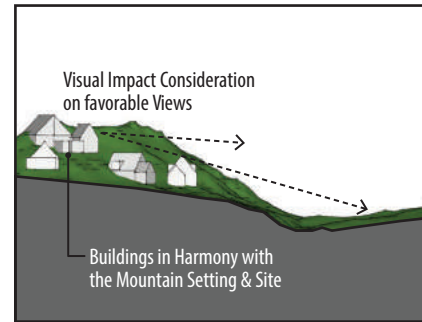 Visual Impact Consideration
on favorable Views
Buildings in Harmony with
the Mountain Setting & Site